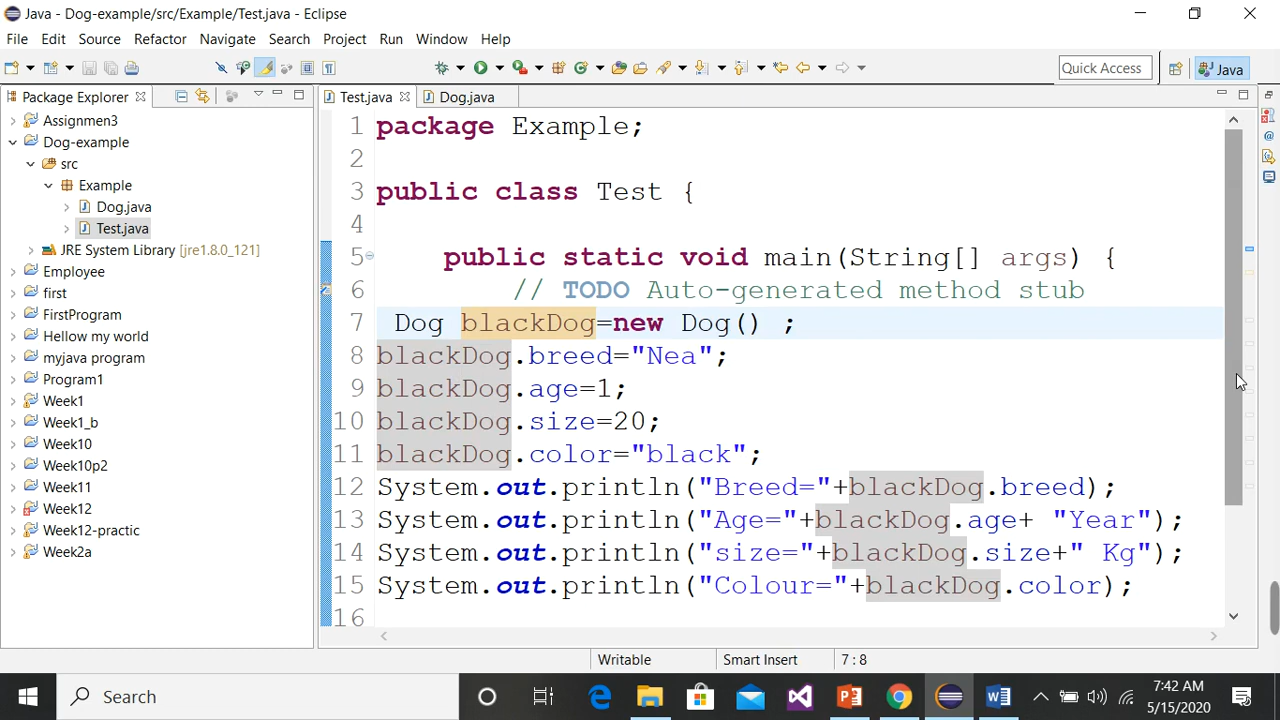 Java - Dog-example/src/Example/Test.java - Eclipse
File Edit Source Refactor Navigate Search Project Run Window Help
Quick Access
Java
Package Explorer
Test.java
Dog.java
Assignmen3
Dog-example
src
Example
Dog.java
Test.java
JRE System Library [jre1.8.0_121]
Employee
first
FirstProgram
Hellow my world
myjava program
Program1
Week1
Week1_b
Week10
Week10p2
Week11
Week12
Week12-practic
Week2a
1 package Example;
2
3 public class Test {
4
5 public static void main(String[] args) {
6 // TODO Auto-generated method stub
7 Dog blackDog=new Dog() ;
8 blackDog.breed="Nea";
9 blackDog.age=1;
10 blackDog.size=20;
11 blackDog.color="black";
12 System.out.println("Breed="+blackDog.breed);
13 System.out.println("Age="+blackDog.age+ "Year");
14 System.out.println("size="+blackDog.size+" Kg");
15 System.out.println("Colour="+blackDog.color);
16
Writable
Smart Insert
7 : 8
Search
7:42 AM
5/15/2020